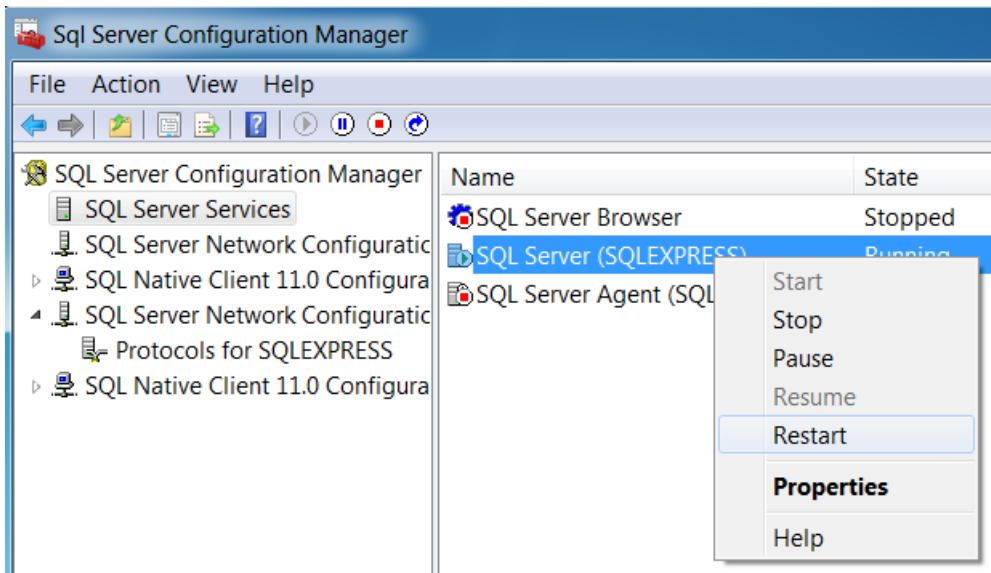 Sql Server Configuration Manager
File Action View Help
SQL Server Configuration Manager
SQL Server Services
SQL Server Network Configuratic
SQL Native Client 11.0 Configura
SQL Server Network Configuratic
Protocols for SQLEXPRESS
SQL Native Client 11.0 Configura
Name State
SQL Server Browser Stopped
SQL Server (SQLEXPRESS) Running
SQL Server Agent (SQL
Start
Stop
Pause
Resume
Restart
Properties
Help